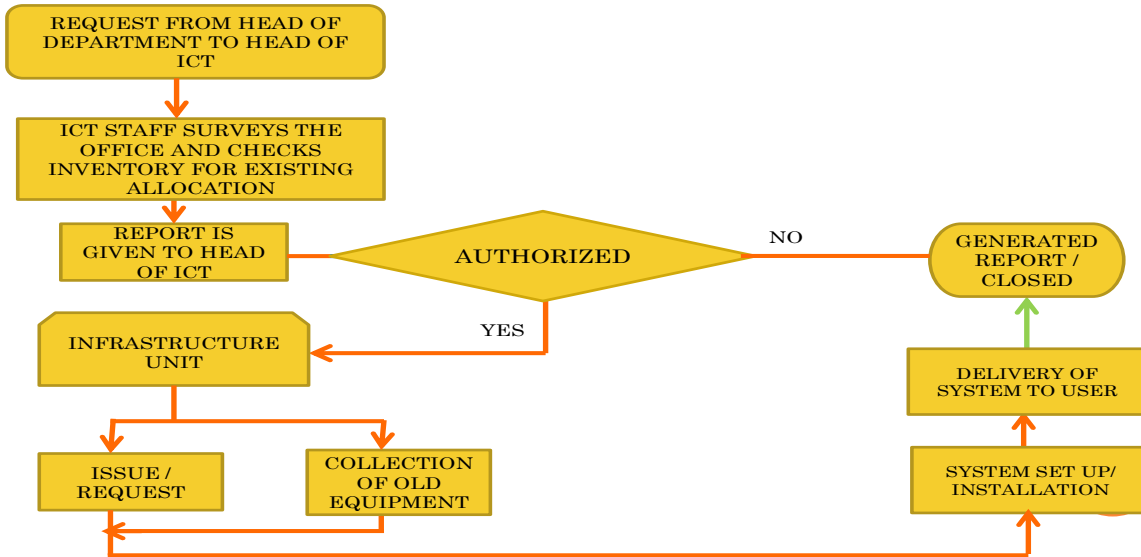 REQUEST FROM HEAD OF
DEPARTMENT TO HEAD OF
ICT
ICT STAFF SURVEYS THE
OFFICE AND CHECKS
INVENTORY FOR EXISTING
ALLOCATION
REPORT IS
GIVEN TO HEAD
OF ICT
AUTHORIZED
NO
GENERATED
REPORT /
CLOSED
YES
INFRASTRUCTURE
UNIT
ISSUE /
REQUEST
COLLECTION
OF OLD
EQUIPMENT
SYSTEM SET UP/
INSTALLATION
DELIVERY OF
SYSTEM TO USER